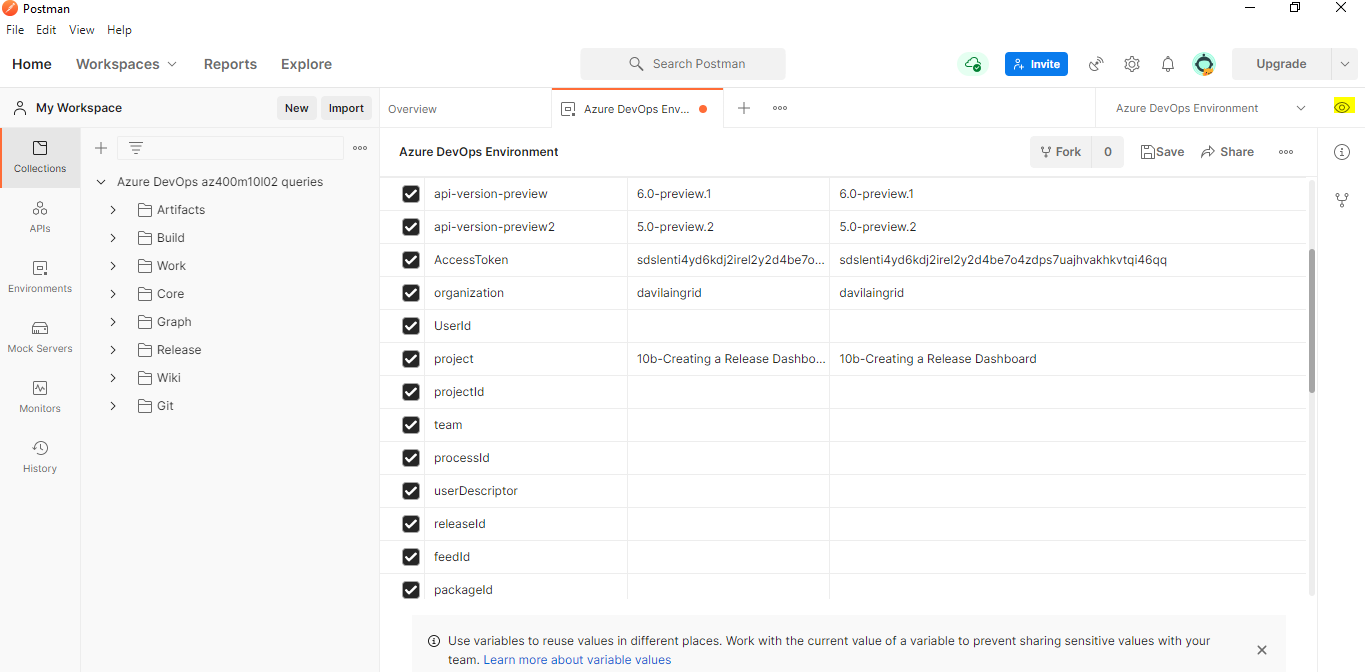 Postman
File Edit View Help
Home Workspaces Reports Explore Search Postman Invite Upgrade
My Workspace New Import Overview Azure DevOps Env... Azure DevOps Environment
Collections
APIs
Environments
Mock Servers
Monitors
History
Azure DevOps az400m10l02 queries
Artifacts
Build
Work
Core
Graph
Release
Wiki
Git
Azure DevOps Environment Fork 0 Save Share
api-version-preview 6.0-preview.1 6.0-preview.1
api-version-preview2 5.0-preview.2 5.0-preview.2
AccessToken sdslenti4yd6kdj2irel2y2d4be7o... sdslenti4yd6kdj2irel2y2d4be7o4zdps7uajhvakhkvtqi46qq
organization davilaingrid davilaingrid
UserId
project 10b-Creating a Release Dashbo... 10b-Creating a Release Dashboard
projectId
team
processId
userDescriptor
releaseId
feedId
packageId
Use variables to reuse values in different places. Work with the current value of a variable to prevent sharing sensitive values with your
team. Learn more about variable values